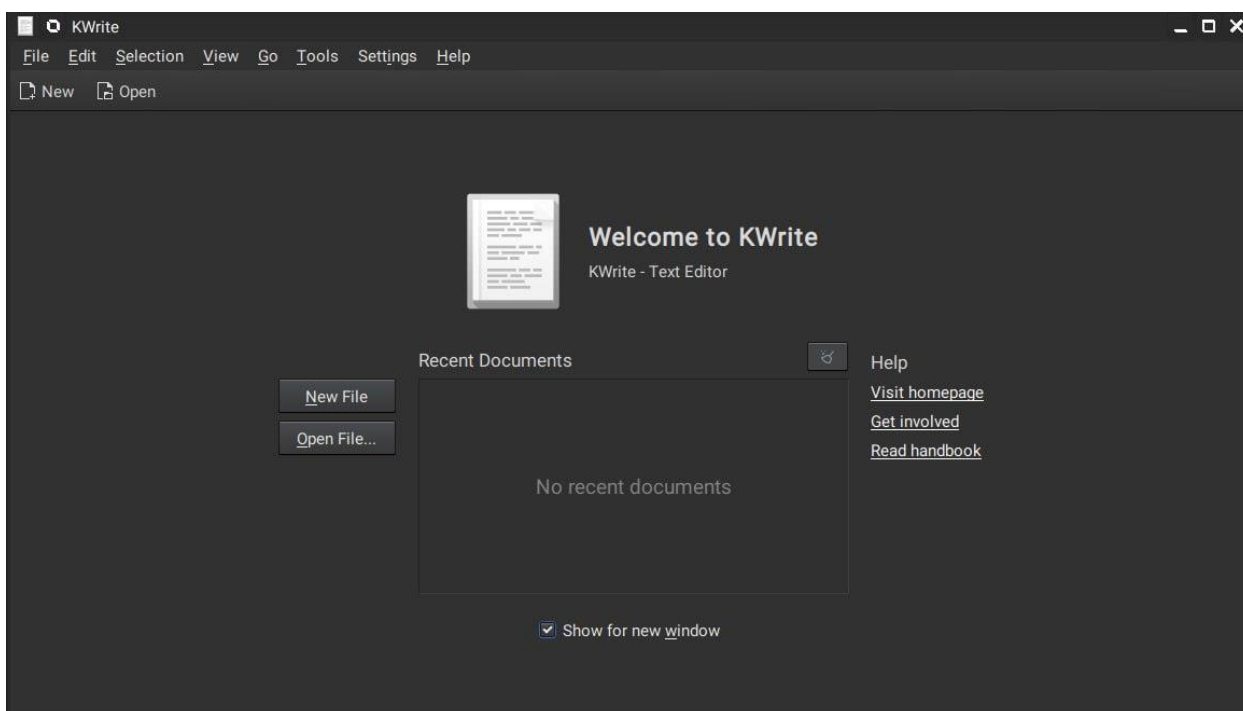 KWrite
File Edit Selection View Go Tools Settings Help
New Open
Welcome to KWrite
KWrite - Text Editor
Recent Documents
New File
Open File...
No recent documents
Help
Visit homepage
Get involved
Read handbook
Show for new window